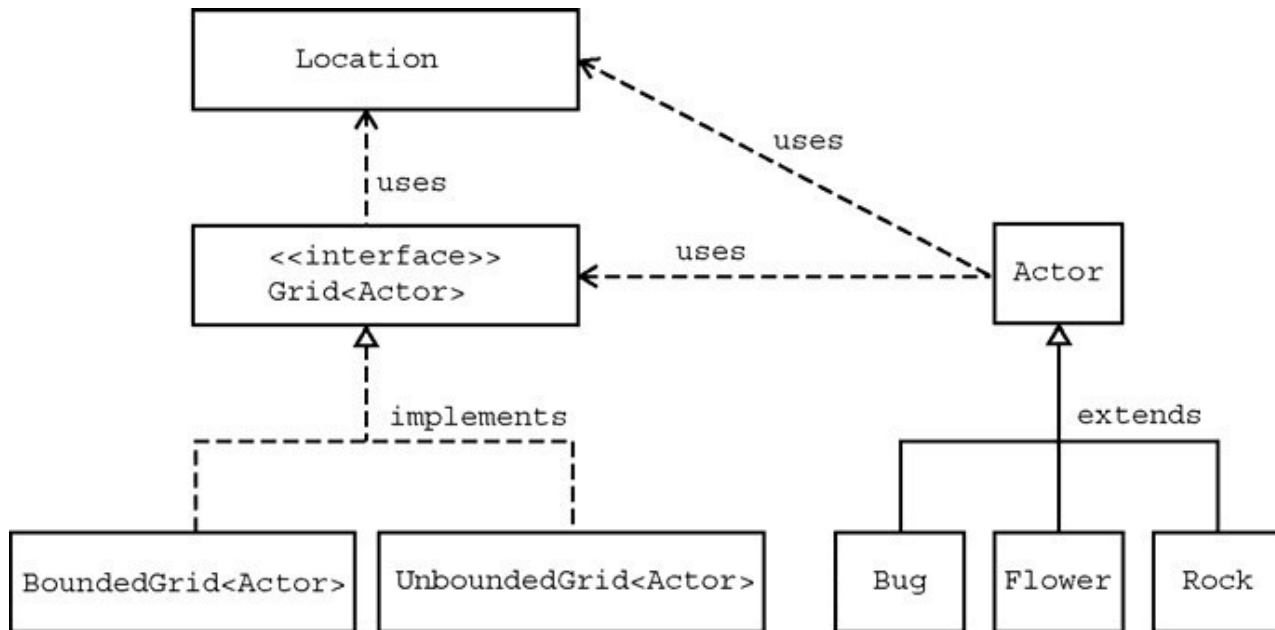 Location
uses
uses
<<interface>>
Grid<Actor>
uses
Actor
implements
extends
BoundedGrid<Actor>
UnboundedGrid<Actor>
Bug
Flower
Rock